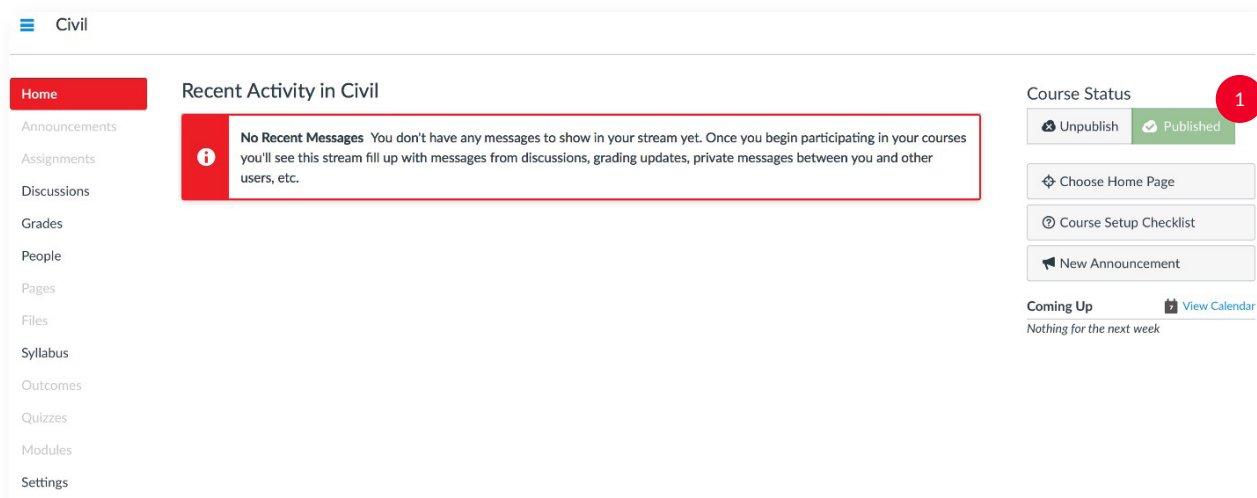 Civil
Home
Announcements
Assignments
Discussions
Grades
People
Pages
Files
Syllabus
Outcomes
Quizzes
Modules
Settings
Recent Activity in Civil
No Recent Messages You don't have any messages to show in your stream yet. Once you begin participating in your courses
you'll see this stream fill up with messages from discussions, grading updates, private messages between you and other
users, etc.
Course Status
1
Unpublish Published
Choose Home Page
Course Setup Checklist
New Announcement
Coming Up 7 View Calendar
Nothing for the next week